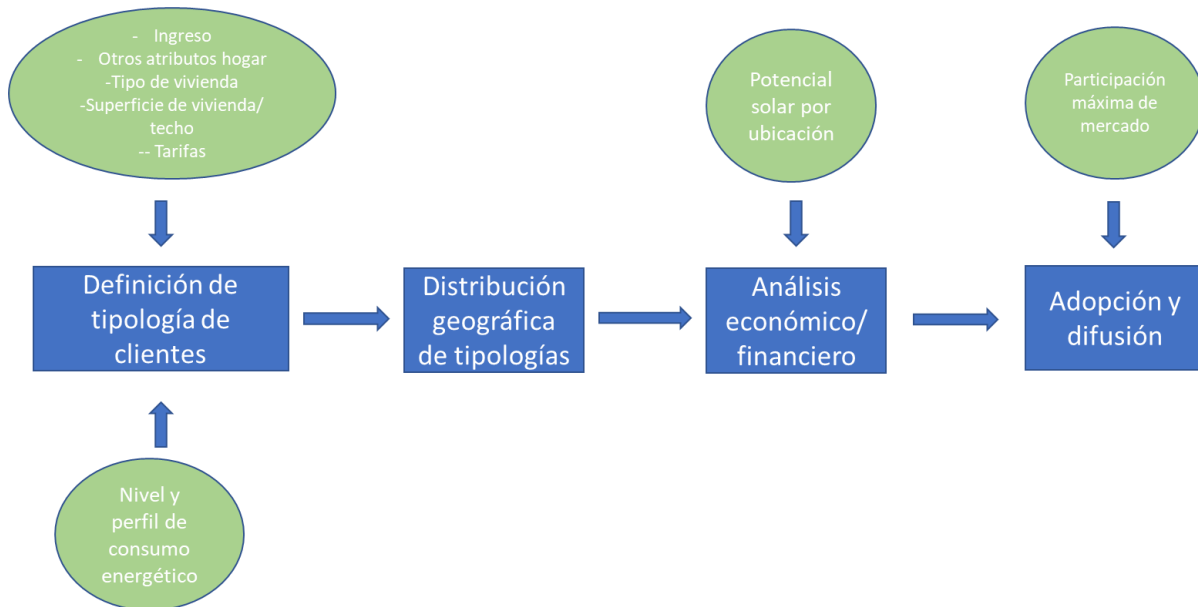 - Ingreso
- Otros atributos hogar
-Tipo de vivienda
-Superficie de vivienda/
techo
-- Tarifas
Potencial
solar por
ubicación
Participación
máxima de
mercado
Definición de
tipología de
clientes
Distribución
geográfica
de tipologías
Análisis
económico/
financiero
Adopción y
difusión
Nivel y
perfil de
consumo
energético